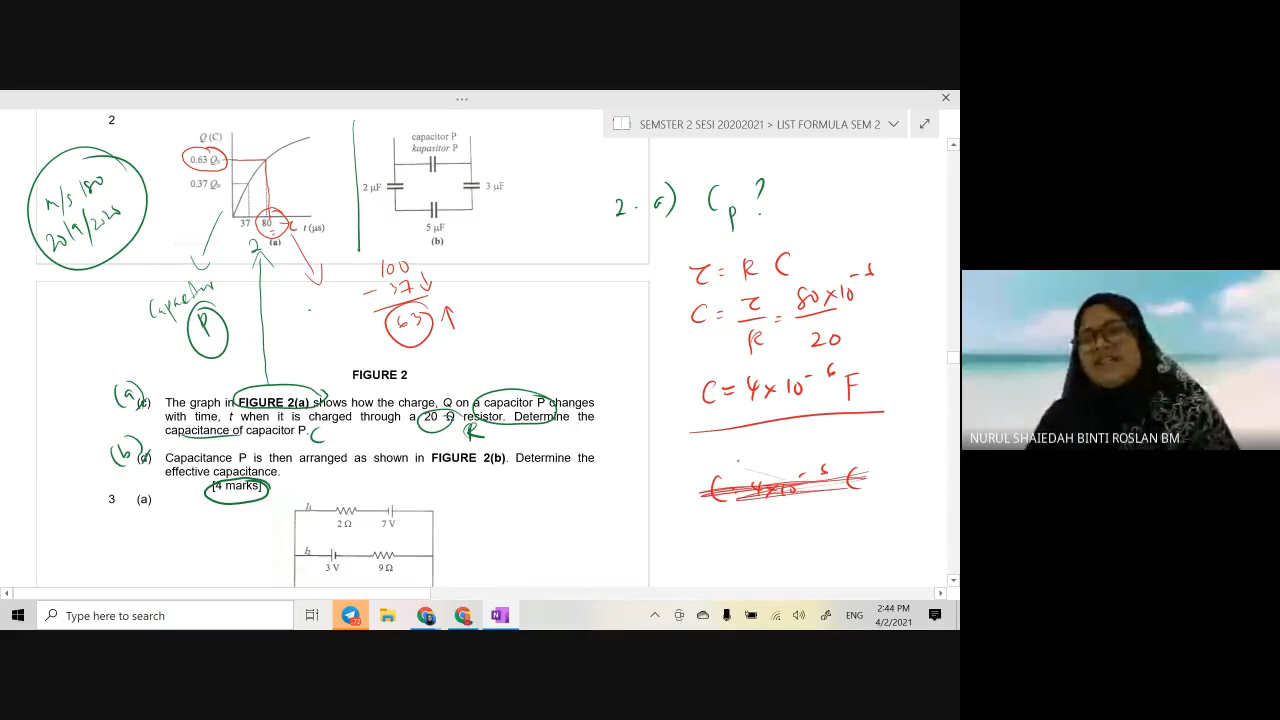 SEMSTER 2 SESI 20202021 > LIST FORMULA SEM 2
2
Q (C)
0.63 Q₀
0.37 Q₀
37 80 t (μs)
τ
(a)
2
capacitor P
kapasitor P
2 μF
3 μF
5 μF
(b)
m/s 180
20/9/2020
Capacitor
P
100
- 37
63
FIGURE 2
(a)
The graph in FIGURE 2(a) shows how the charge, Q on a capacitor P changes
with time, t when it is charged through a 20 Ω resistor. Determine the
capacitance of capacitor P.
C
R
(b)
Capacitance P is then arranged as shown in FIGURE 2(b). Determine the
effective capacitance.
[4 marks]
3 (a)
I₁
2 Ω 7 V
I₂
3 V 9 Ω
2. a) Cp ?
τ = R C
C = τ/R = 80×10⁻⁶/20
C = 4×10⁻⁶ F
NURUL SHAIEDAH BINTI ROSLAN BM
Type here to search
ENG
2:44 PM
4/2/2021